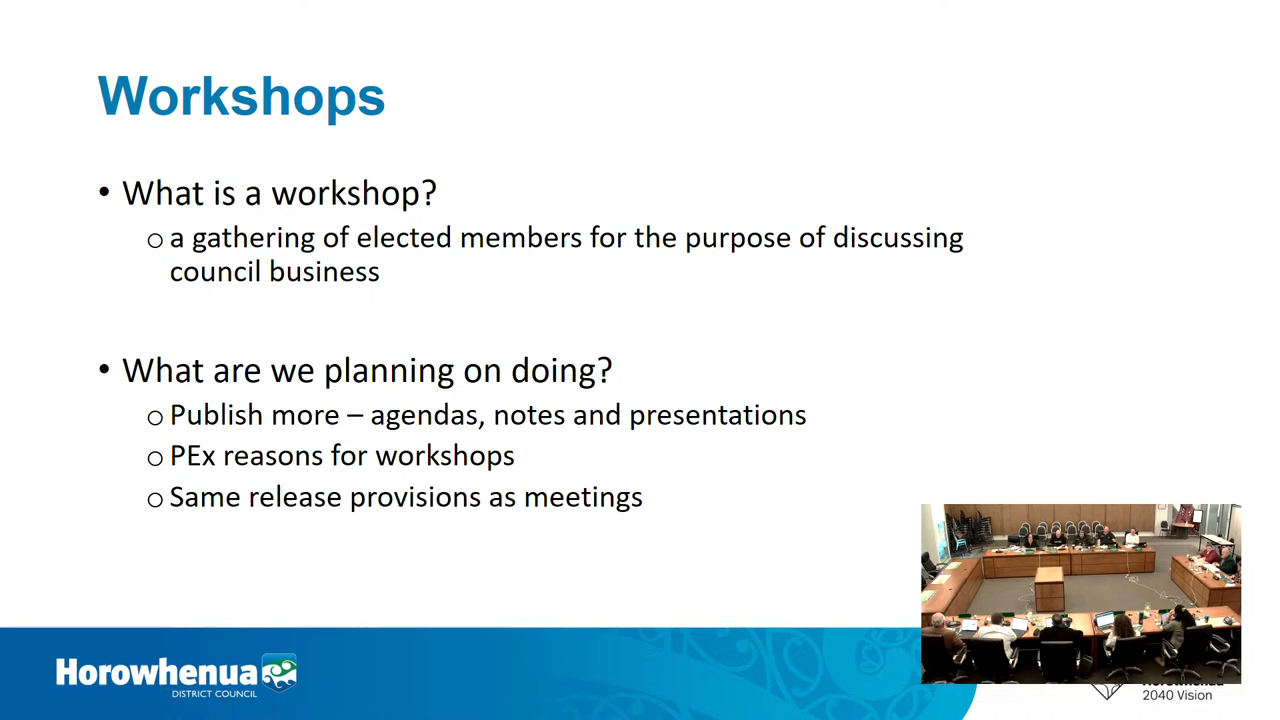 Workshops
• What is a workshop?
o a gathering of elected members for the purpose of discussing
council business
• What are we planning on doing?
o Publish more – agendas, notes and presentations
o PEx reasons for workshops
o Same release provisions as meetings
Horowhenua
DISTRICT COUNCIL
2040 Vision